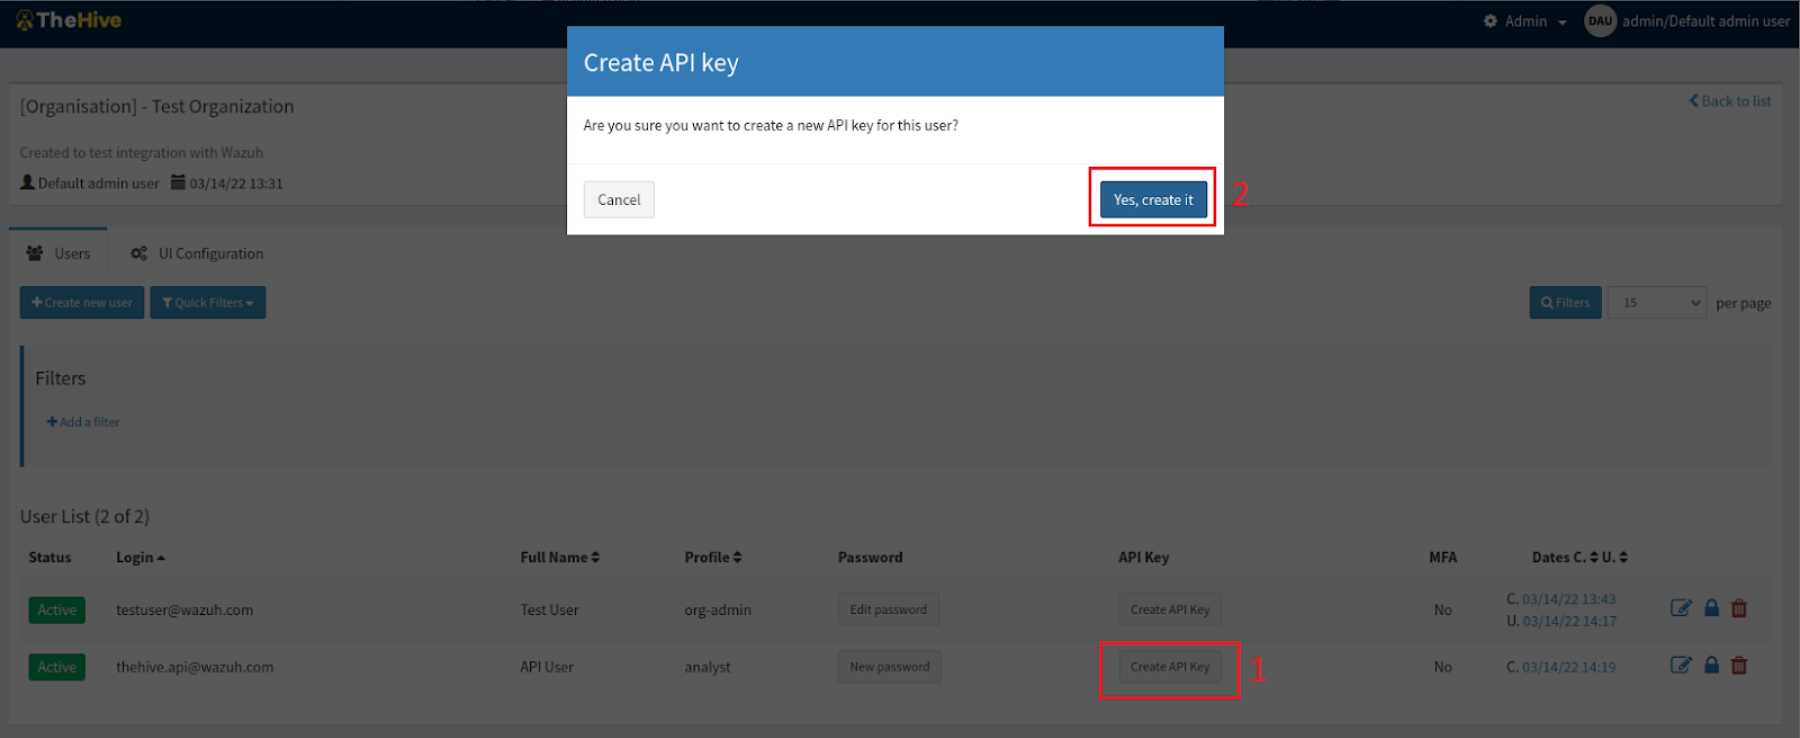 TheHive
Admin
DAU admin/Default admin user
Create API key
Are you sure you want to create a new API key for this user?
Cancel
Yes, create it
2
[Organisation] - Test Organization
Back to list
Created to test integration with Wazuh
Default admin user 03/14/22 13:31
Users UI Configuration
Create new user Quick Filters Filters 15 per page
Filters
Add a filter
User List (2 of 2)
Status Login Full Name Profile Password API Key MFA Dates C. U.
Active testuser@wazuh.com Test User org-admin Edit password Create API Key No C. 03/14/22 13:43
U. 03/14/22 14:17
Active thehive.api@wazuh.com API User analyst New password Create API Key 1 No C. 03/14/22 14:19